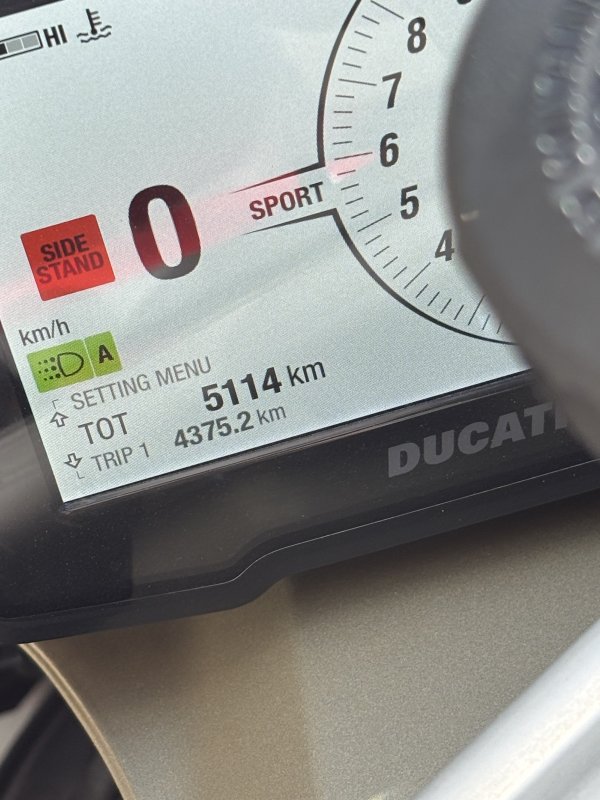 HI
8
7
6
5
4
SPORT
0
SIDE
STAND
km/h
A
SETTING MENU
TOT 5114 km
TRIP 1 4375.2 km
DUCATI